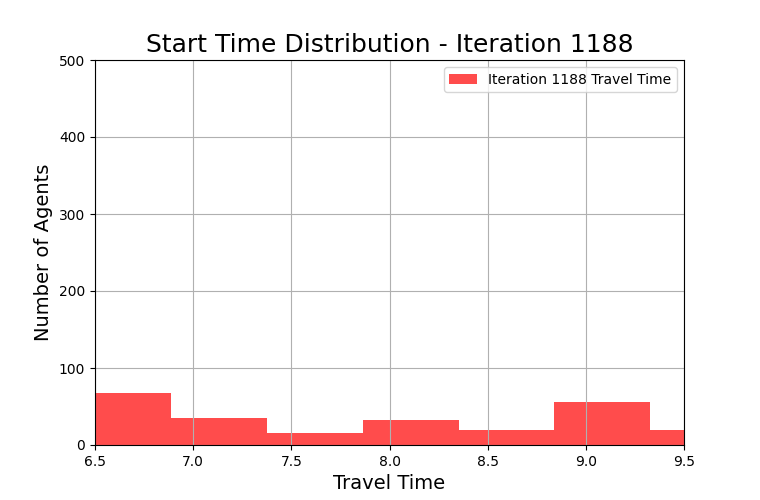 Start Time Distribution - Iteration 1188
Iteration 1188 Travel Time
Number of Agents
500
400
300
200
100
0
6.5 7.0 7.5 8.0 8.5 9.0 9.5
Travel Time